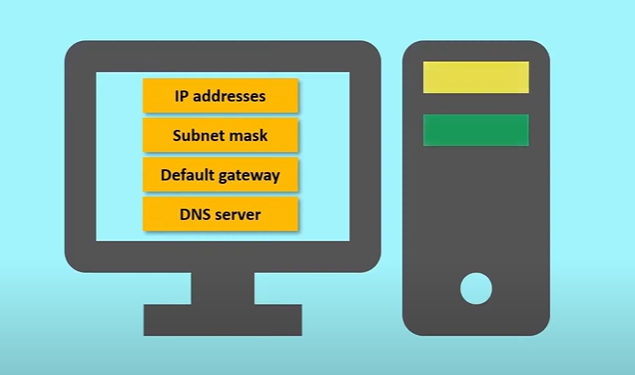 IP addresses
Subnet mask
Default gateway
DNS server